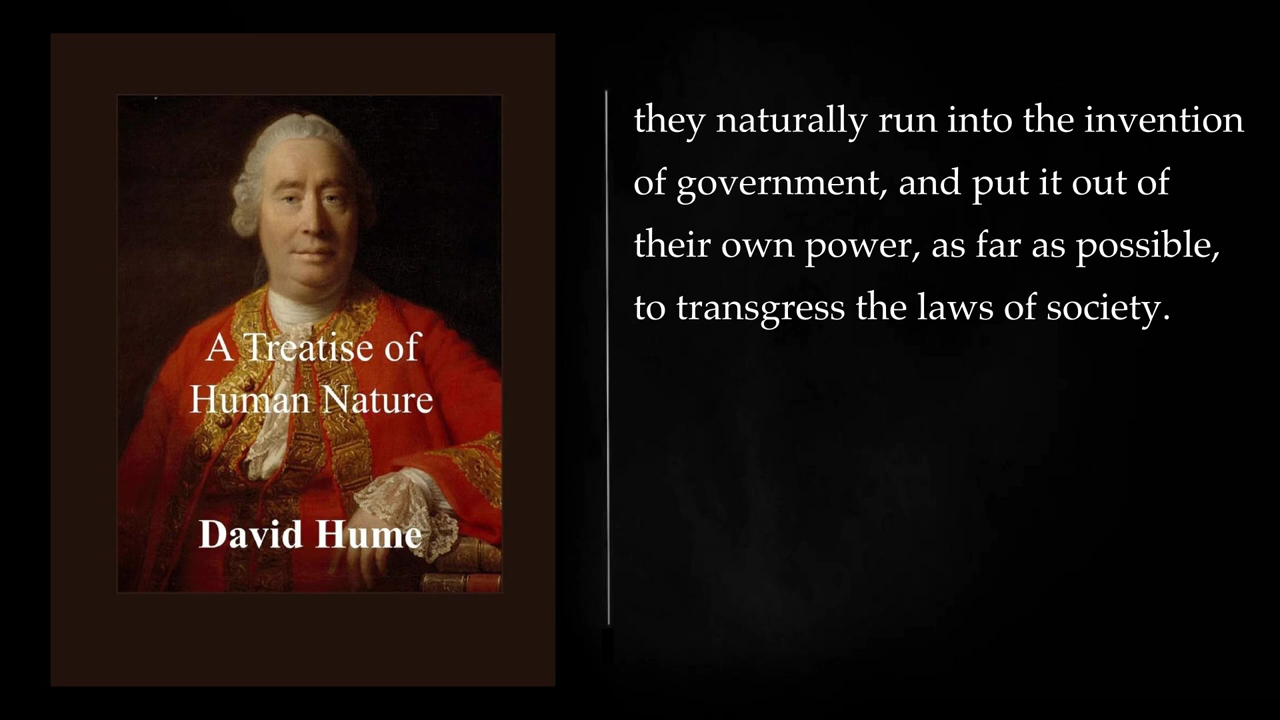 A Treatise of
Human Nature
David Hume
they naturally run into the invention
of government, and put it out of
their own power, as far as possible,
to transgress the laws of society.